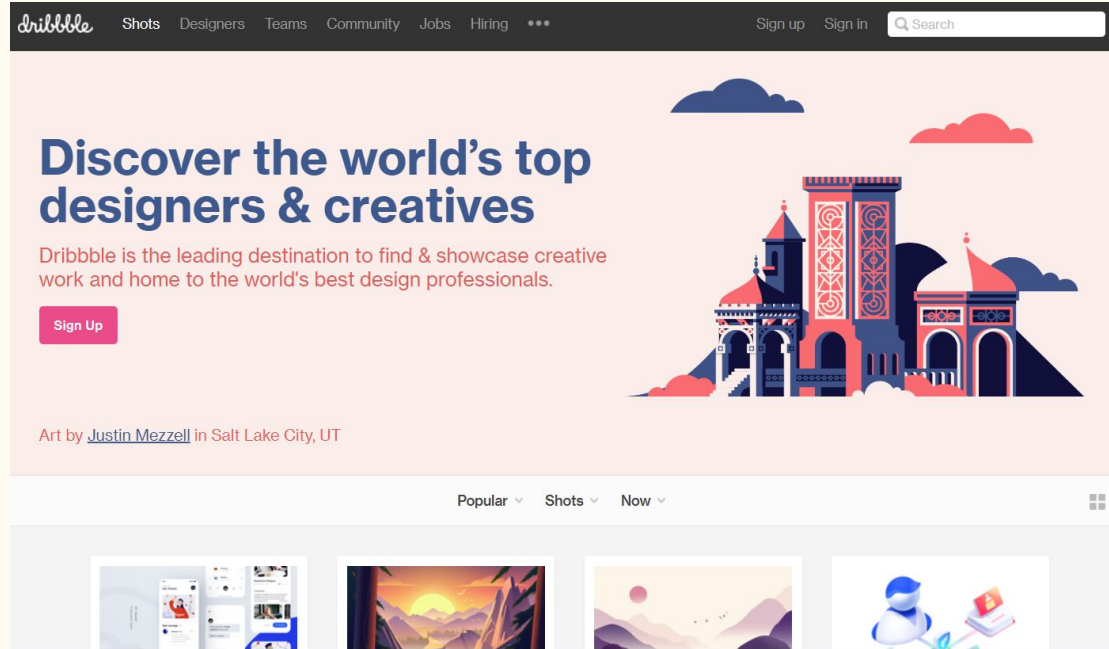 dribbble Shots Designers Teams Community Jobs Hiring ••• Sign up Sign in Search
Discover the world's top
designers & creatives
Dribbble is the leading destination to find & showcase creative
work and home to the world's best design professionals.
Sign Up
Art by Justin Mezzell in Salt Lake City, UT
Popular Shots Now